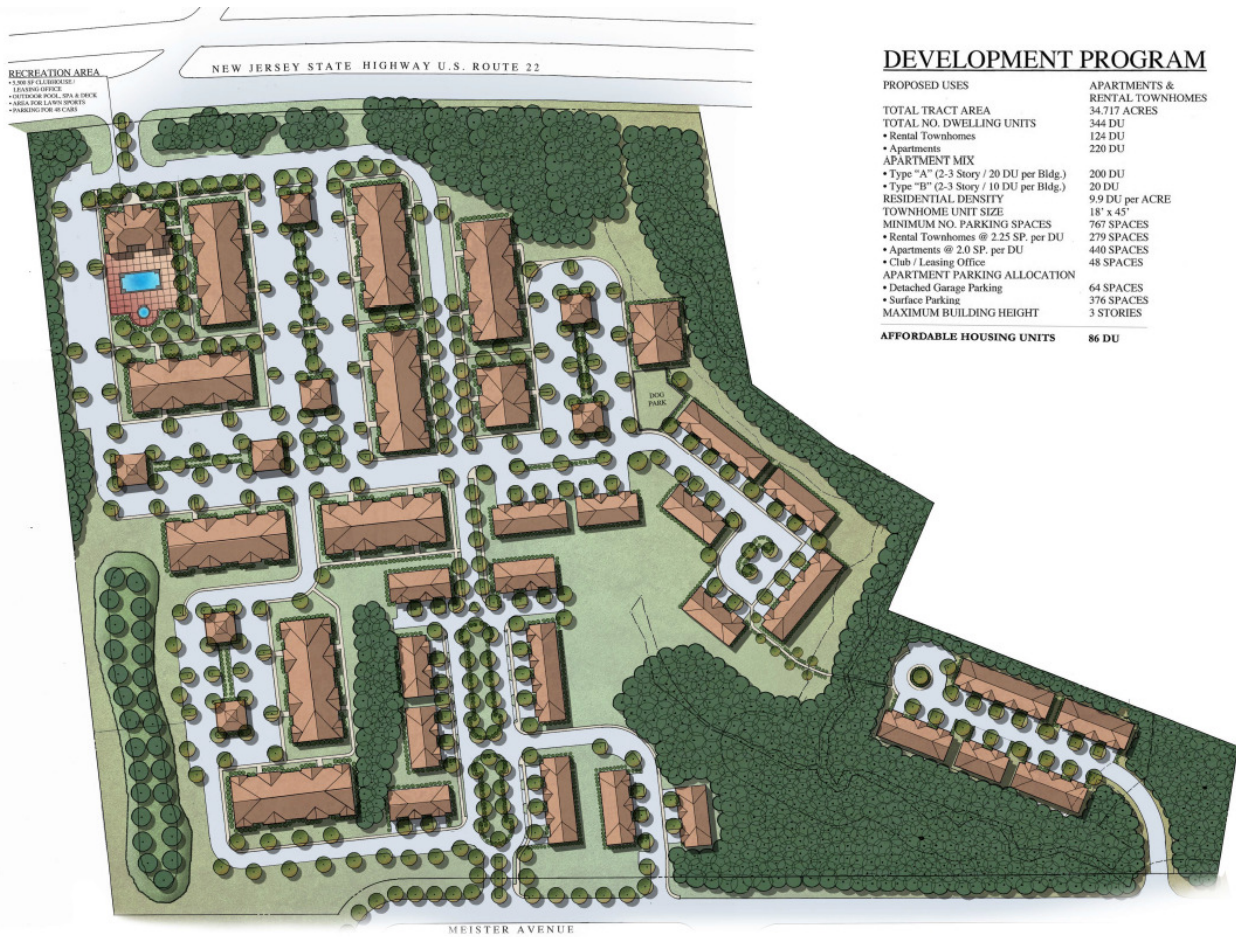 NEW JERSEY STATE HIGHWAY U.S. ROUTE 22
RECREATION AREA
• 5,500 SF CLUBHOUSE /
LEASING OFFICE
• OUTDOOR POOL, SPA & DECK
• AREA FOR LAWN SPORTS
• PARKING FOR 48 CARS
DEVELOPMENT PROGRAM
PROPOSED USES APARTMENTS &
RENTAL TOWNHOMES
TOTAL TRACT AREA 34.717 ACRES
TOTAL NO. DWELLING UNITS 344 DU
• Rental Townhomes 124 DU
• Apartments 220 DU
APARTMENT MIX
• Type “A” (2-3 Story / 20 DU per Bldg.) 200 DU
• Type “B” (2-3 Story / 10 DU per Bldg.) 20 DU
RESIDENTIAL DENSITY 9.9 DU per ACRE
TOWNHOME UNIT SIZE 18' x 45'
MINIMUM NO. PARKING SPACES 767 SPACES
• Rental Townhomes @ 2.25 SP. per DU 279 SPACES
• Apartments @ 2.0 SP. per DU 440 SPACES
• Club / Leasing Office 48 SPACES
APARTMENT PARKING ALLOCATION
• Detached Garage Parking 64 SPACES
• Surface Parking 376 SPACES
MAXIMUM BUILDING HEIGHT 3 STORIES
AFFORDABLE HOUSING UNITS 86 DU
DOG
PARK
MEISTER AVENUE